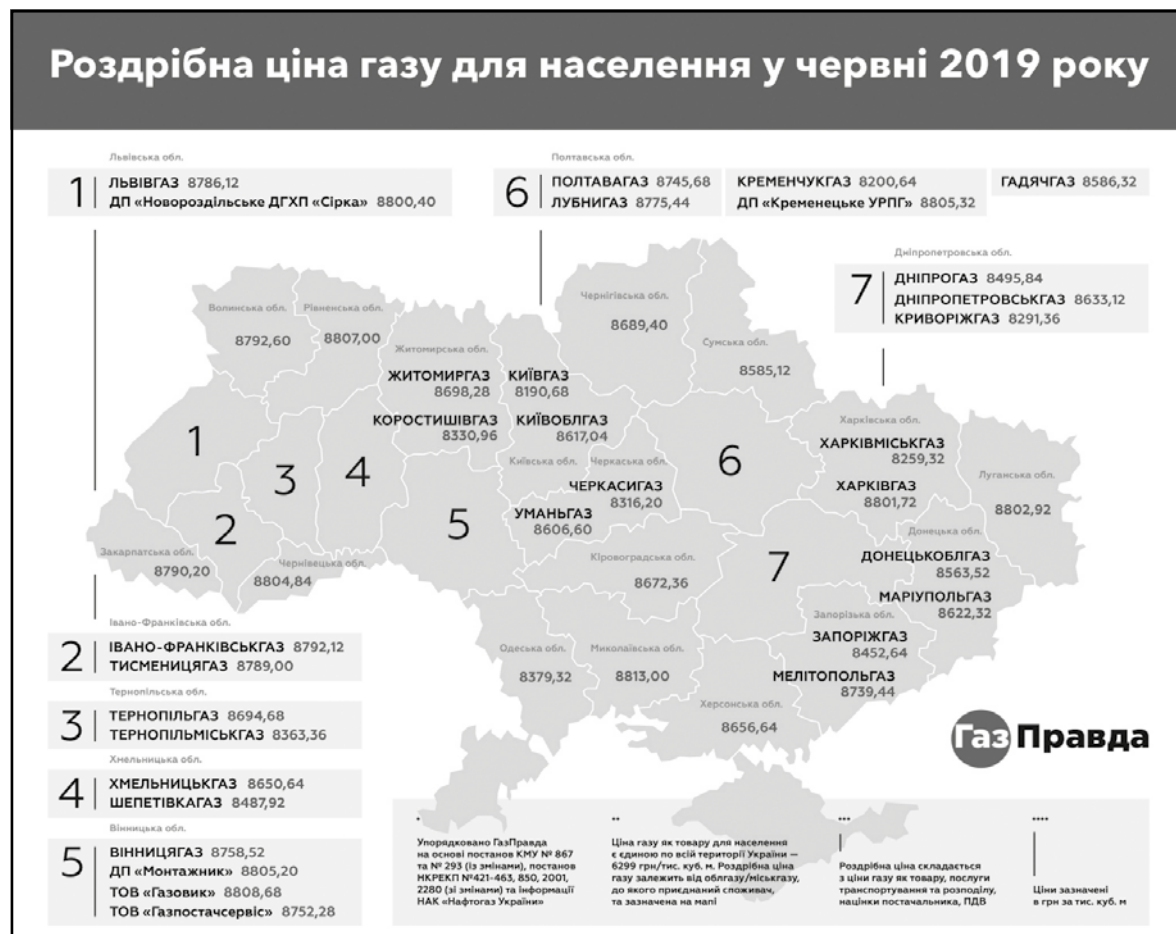 Роздрібна ціна газу для населення у червні 2019 року
Львівська обл.
1
ЛЬВІВГАЗ 8786,12
ДП «Новороздільське ДГХП «Сірка» 8800,40
Полтавська обл.
6
ПОЛТАВАГАЗ 8745,68
ЛУБНИГАЗ 8775,44
КРЕМЕНЧУКГАЗ 8200,64
ДП «Кременецьке УРПГ» 8805,32
ГАДЯЧГАЗ 8586,32
Дніпропетровська обл.
7
ДНІПРОГАЗ 8495,84
ДНІПРОПЕТРОВСЬКГАЗ 8633,12
КРИВОРІЖГАЗ 8291,36
Волинська обл.
8792,60
Рівненська обл.
8807,00
Житомирська обл.
ЖИТОМИРГАЗ
8698,28
КОРОСТИШІВГАЗ
8330,96
КИЇВГАЗ
8190,68
КИЇВОБЛГАЗ
8617,04
Київська обл.
Чернігівська обл.
8689,40
Сумська обл.
8585,12
Черкаська обл.
ЧЕРКАСИГАЗ
8316,20
УМАНЬГАЗ
8606,60
Харківська обл.
ХАРКІВМІСЬКГАЗ
8259,32
ХАРКІВГАЗ
8801,72
Луганська обл.
8802,92
1
2
3
4
5
6
7
Закарпатська обл.
8790,20
Чернівецька обл.
8804,84
Кіровоградська обл.
8672,36
Донецька обл.
ДОНЕЦЬКОБЛГАЗ
8563,52
МАРІУПОЛЬГАЗ
8622,32
Запорізька обл.
ЗАПОРІЖГАЗ
8452,64
МЕЛІТОПОЛЬГАЗ
8739,44
Одеська обл.
8379,32
Миколаївська обл.
8813,00
Херсонська обл.
8656,64
Івано-Франківська обл.
2
ІВАНО-ФРАНКІВСЬКГАЗ 8792,12
ТИСМЕНИЦЯГАЗ 8789,00
Тернопільська обл.
3
ТЕРНОПІЛЬГАЗ 8694,68
ТЕРНОПІЛЬМІСЬКГАЗ 8363,36
Хмельницька обл.
4
ХМЕЛЬНИЦЬКГАЗ 8650,64
ШЕПЕТІВКАГАЗ 8487,92
Вінницька обл.
5
ВІННИЦЯГАЗ 8758,52
ДП «Монтажник» 8805,20
ТОВ «Газовик» 8808,68
ТОВ «Газпостачсервіс» 8752,28
ГазПравда
*
Упорядковано ГазПравда
на основі постанов КМУ № 867
та № 293 (із змінами), постанов
НКРЕКП №421-463, 850, 2001,
2280 (зі змінами) та інформації
НАК «Нафтогаз України»
**
Ціна газу як товару для населення
є единою по всій території України —
6299 грн/тис. куб. м. Роздрібна ціна
газу залежить від облгазу/міськгазу,
до якого приєднаний споживач,
та зазначена на мапі
***
Роздрібна ціна складається
з ціни газу як товару, послуги
транспортування та розподілу,
націнки постачальника, ПДВ
****
Ціни зазначені
в грн за тис. куб. м